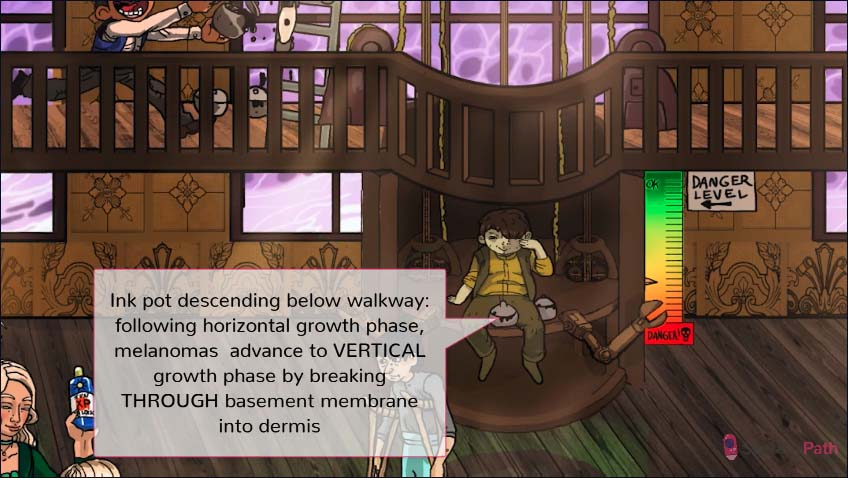 OK
DANGER
LEVEL
Ink pot descending below walkway:
following horizontal growth phase,
melanomas advance to VERTICAL
growth phase by breaking
THROUGH basement membrane
into dermis
DANGER!
XP
Path